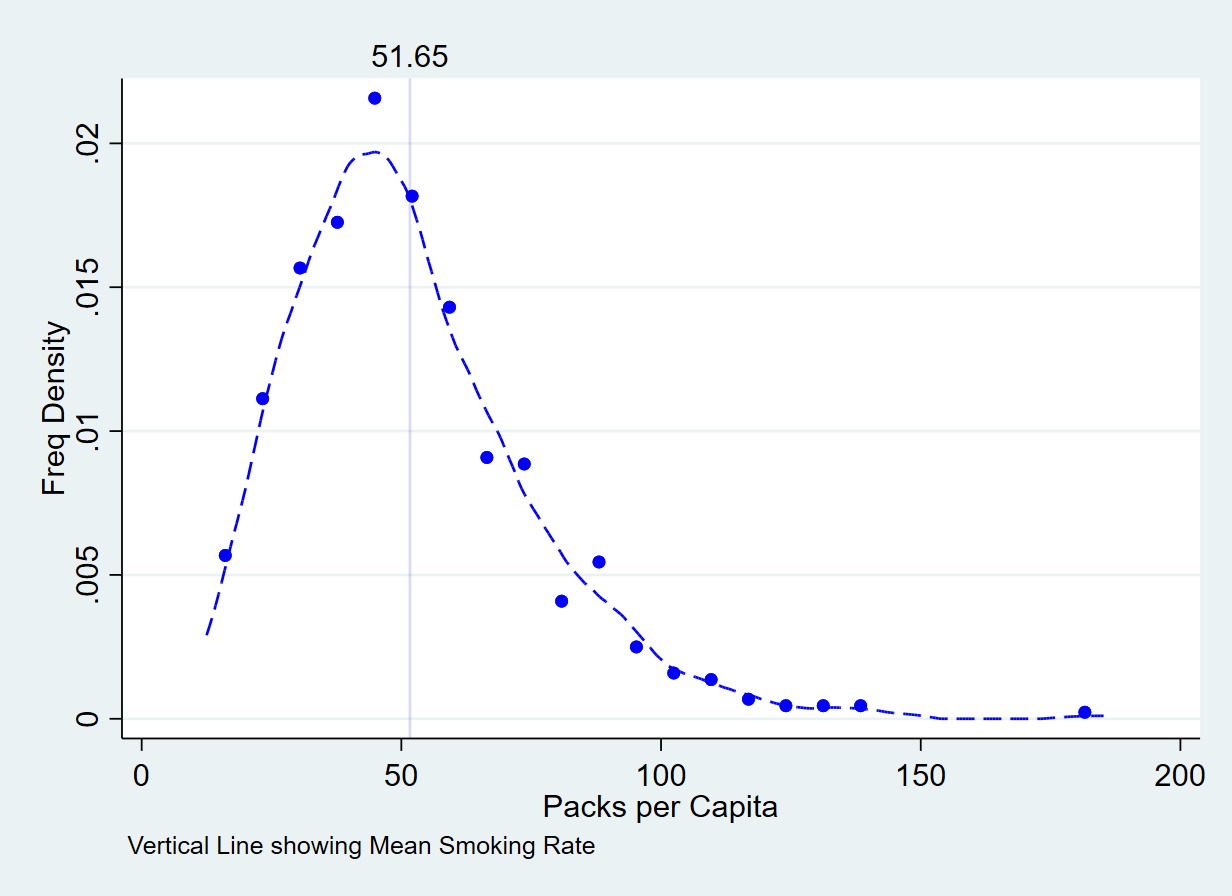 51.65
.02
.015
.01
.005
0
Freq Density
0 50 100 150 200
Packs per Capita
Vertical Line showing Mean Smoking Rate